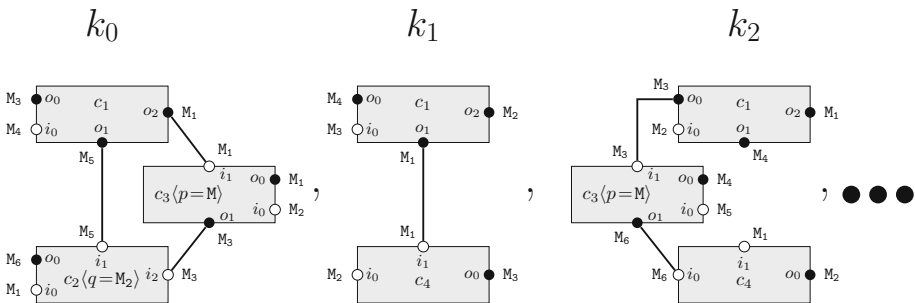 k₀ k₁ k₂
M₃ o₀ c₁ o₂ M₁
M₄ i₀ o₁
M₅
M₁
i₁
c₃⟨p=M⟩ o₀ M₁
i₀ M₂
o₁
M₃
M₅
M₆ o₀ i₁
M₁ i₀ c₂⟨q=M₂⟩ i₂ M₃
,
M₄ o₀ c₁ o₂ M₂
M₃ i₀ o₁
M₁
M₁
i₁
M₂ i₀ c₄ o₀ M₃
,
M₃
o₀ c₁ o₂ M₁
M₂ i₀ o₁
M₄
M₃
i₁
c₃⟨p=M⟩ o₀ M₄
i₀ M₅
o₁
M₆
M₁
i₁
M₆ i₀ c₄ o₀ M₂
, ●●●